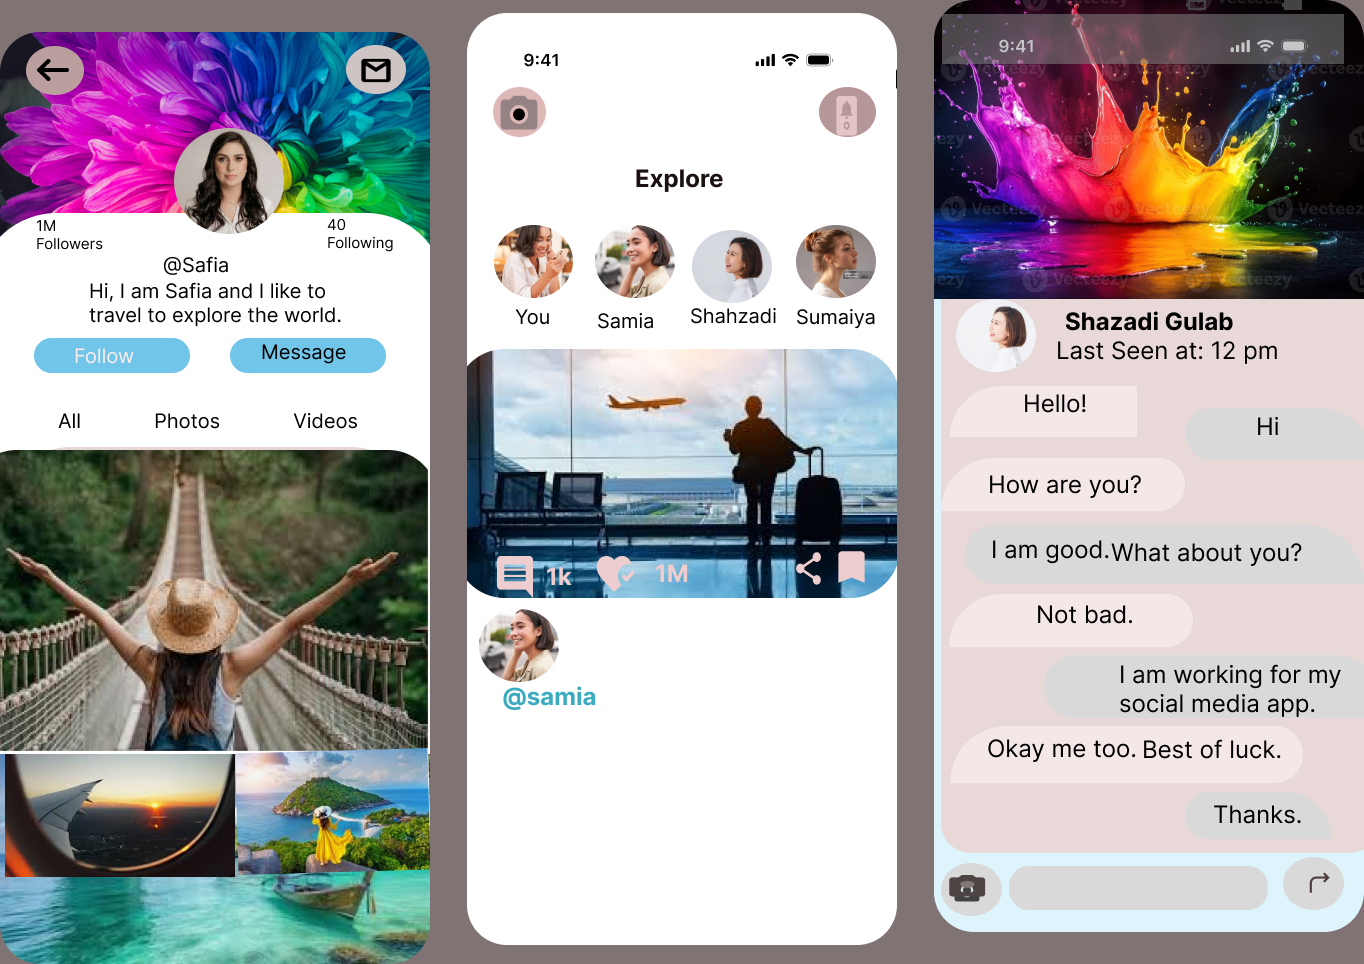 1M
Followers
40
Following
@Safia
Hi, I am Safia and I like to
travel to explore the world.
Follow
Message
All
Photos
Videos
9:41
Explore
You
Samia
Shahzadi
Sumaiya
1k
1M
@samia
9:41
Vecteezy
Vecteezy
Vecteezy
Shazadi Gulab
Last Seen at: 12 pm
Hello!
Hi
How are you?
I am good. What about you?
Not bad.
I am working for my
social media app.
Okay me too. Best of luck.
Thanks.